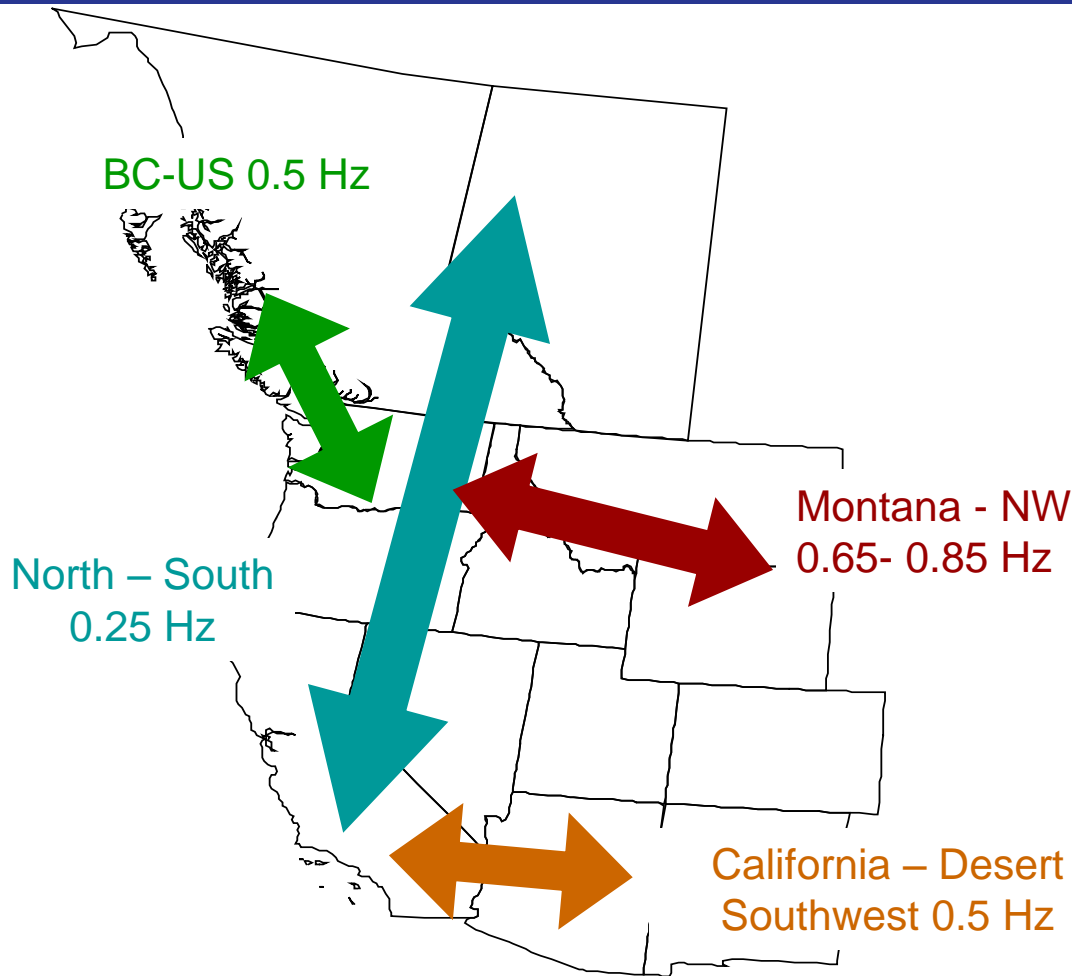 BC-US 0.5 Hz
Montana - NW
0.65- 0.85 Hz
North – South
0.25 Hz
California – Desert
Southwest 0.5 Hz